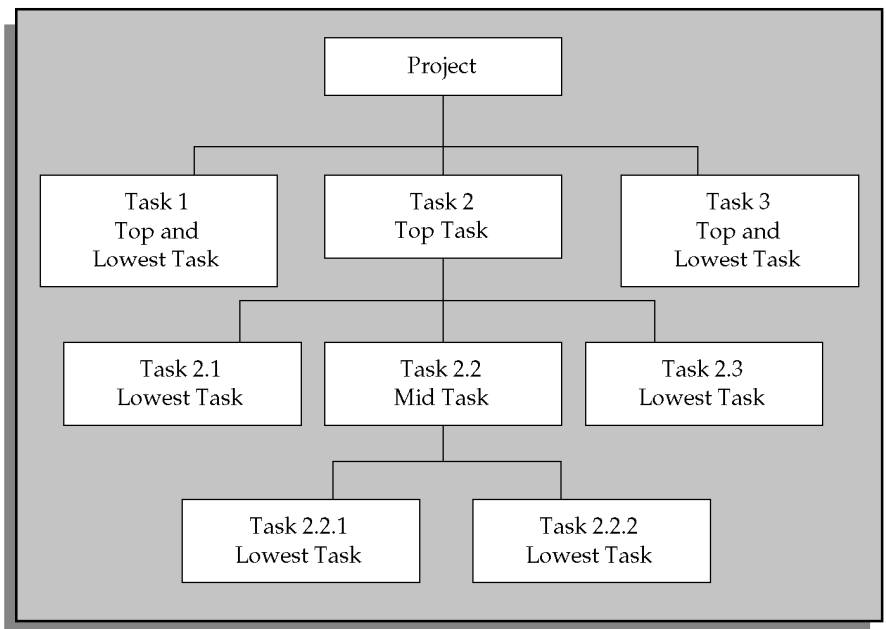 Project
Task 1
Top and
Lowest Task
Task 2
Top Task
Task 3
Top and
Lowest Task
Task 2.1
Lowest Task
Task 2.2
Mid Task
Task 2.3
Lowest Task
Task 2.2.1
Lowest Task
Task 2.2.2
Lowest Task